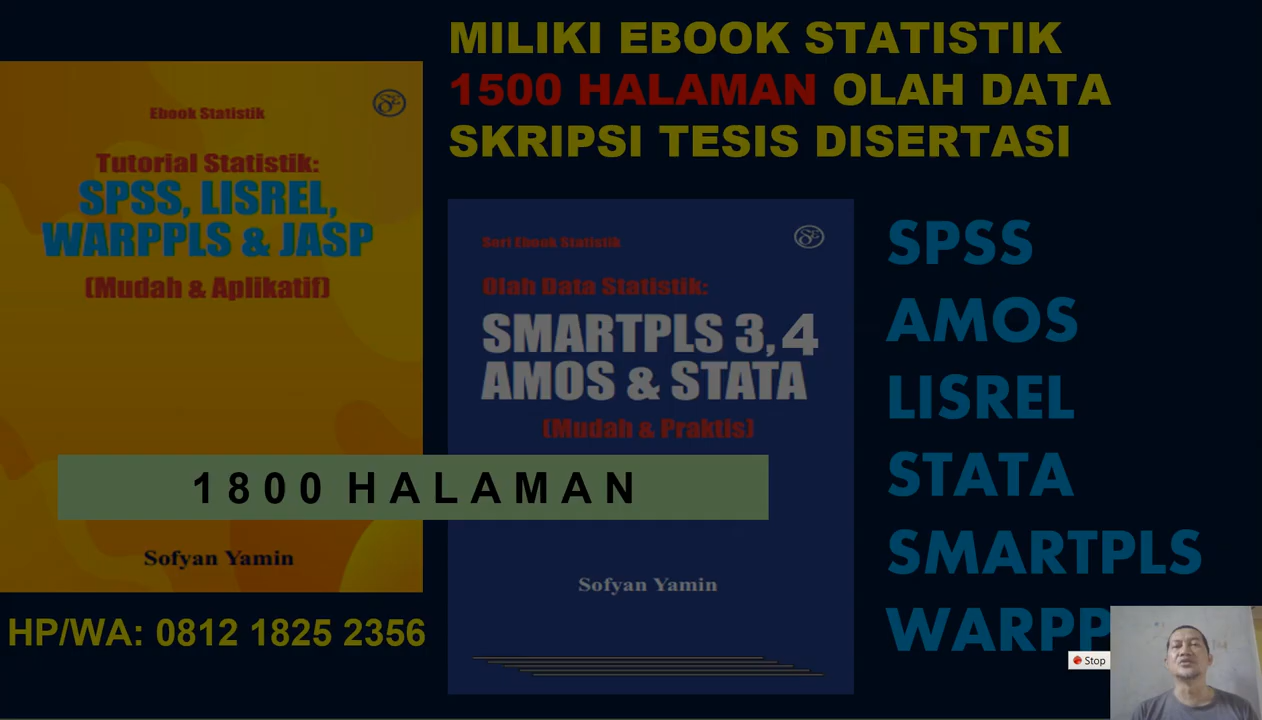 MILIKI EBOOK STATISTIK
1500 HALAMAN OLAH DATA
SKRIPSI TESIS DISERTASI
Ebook Statistik
Tutorial Statistik:
SPSS, LISREL,
WARPPLS & JASP
(Mudah & Aplikatif)
Sofyan Yamin
Seri Ebook Statistik
Olah Data Statistik:
SMARTPLS 3,4
AMOS & STATA
(Mudah & Praktis)
Sofyan Yamin
1800 HALAMAN
SPSS
AMOS
LISREL
STATA
SMARTPLS
WARPP
HP/WA: 0812 1825 2356
Stop